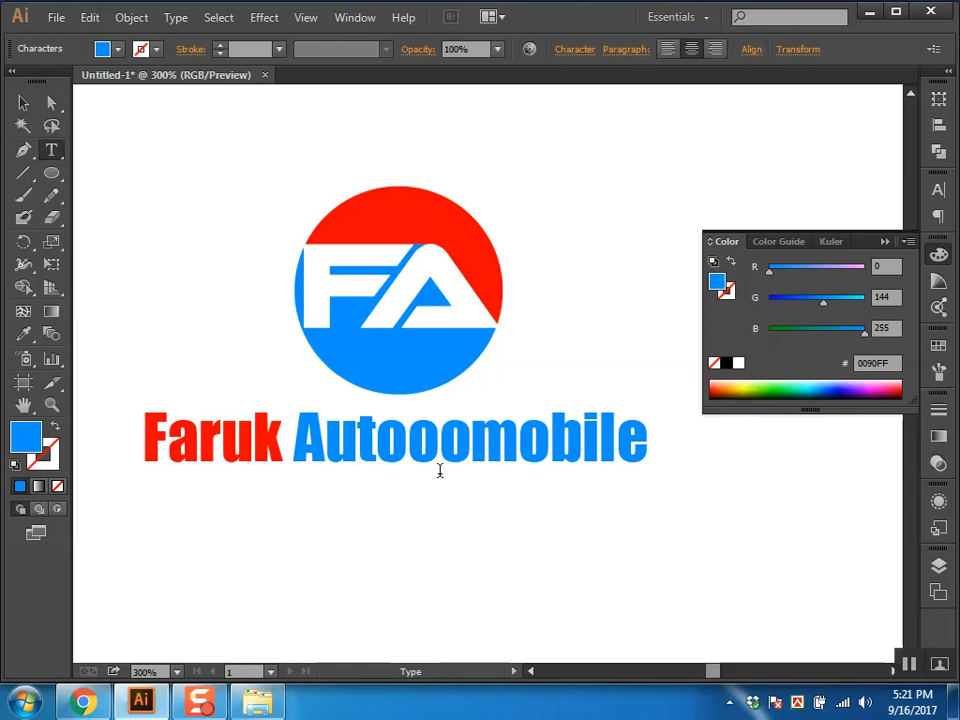 Ai File Edit Object Type Select Effect View Window Help Br Essentials
Characters Stroke: Opacity: 100% Character Paragraph: Align Transform
Untitled-1* @ 300% (RGB/Preview) ×
T
FA
Color Color Guide Kuler
R 0
G 144
B 255
# 0090FF
Faruk Autooomobile
300% 1 Type
Ai S 5:21 PM
9/16/2017